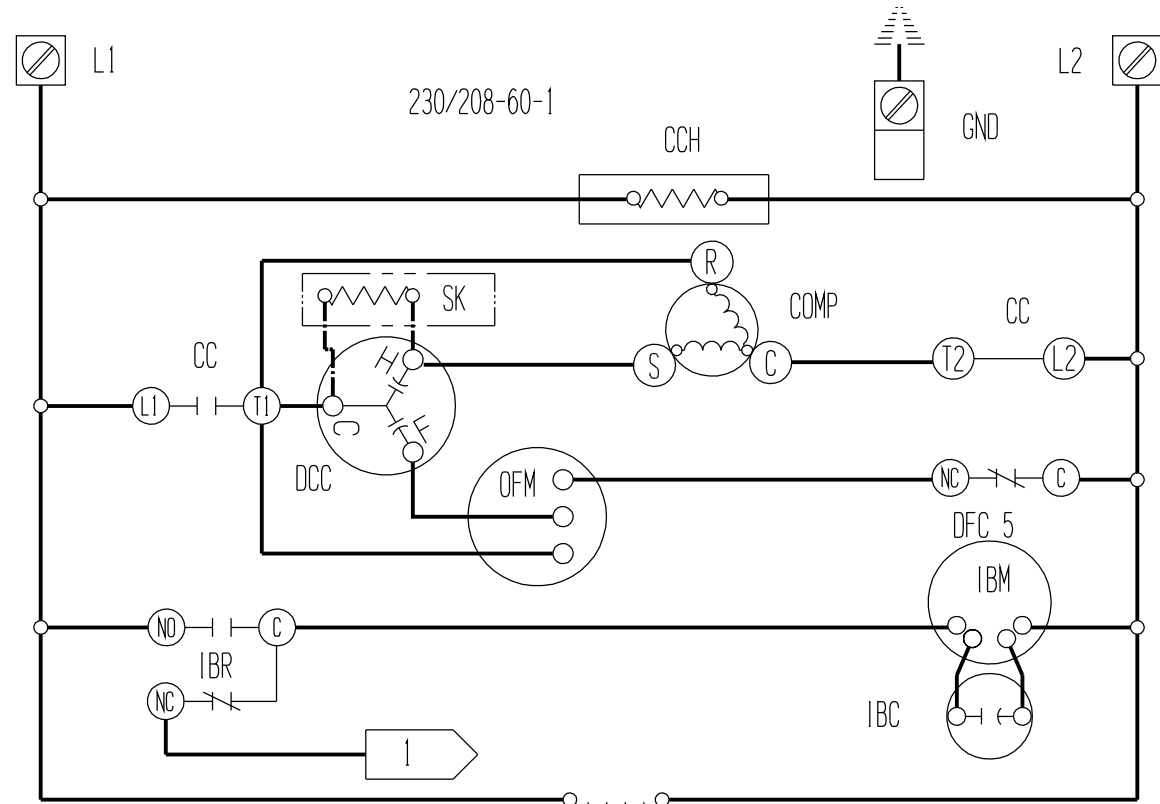 L1
L2
230/208-60-1
GND
CCH
R
SK
COMP
CC
CC
H
S
C
T2
L2
L1
T1
C
F
DCC
OFM
NC
C
DFC 5
IBM
NO
C
IBR
NC
IBC
1